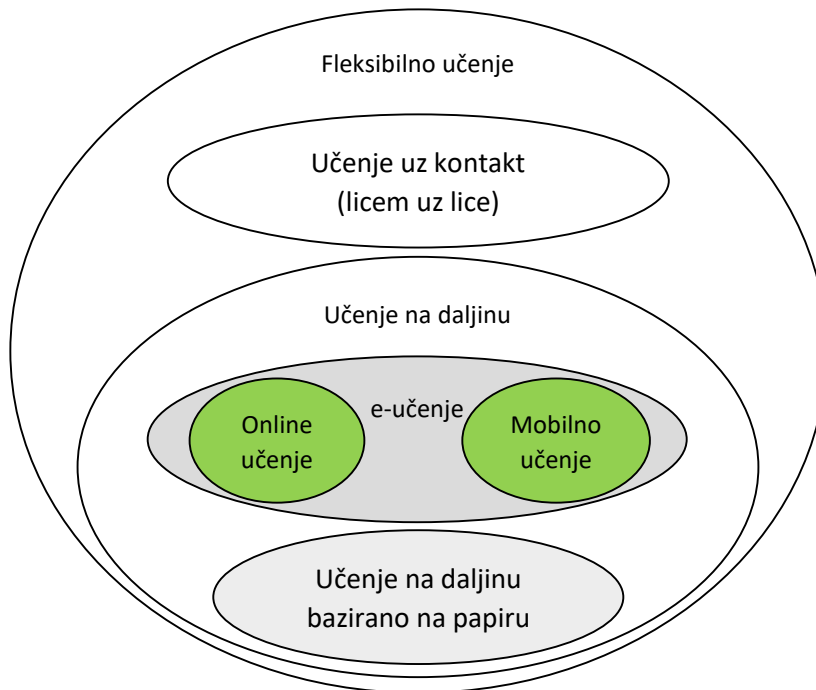 Fleksibilno učenje
Učenje uz kontakt
(licem uz lice)
Učenje na daljinu
e-učenje
Online
učenje
Mobilno
učenje
Učenje na daljinu
bazirano na papiru